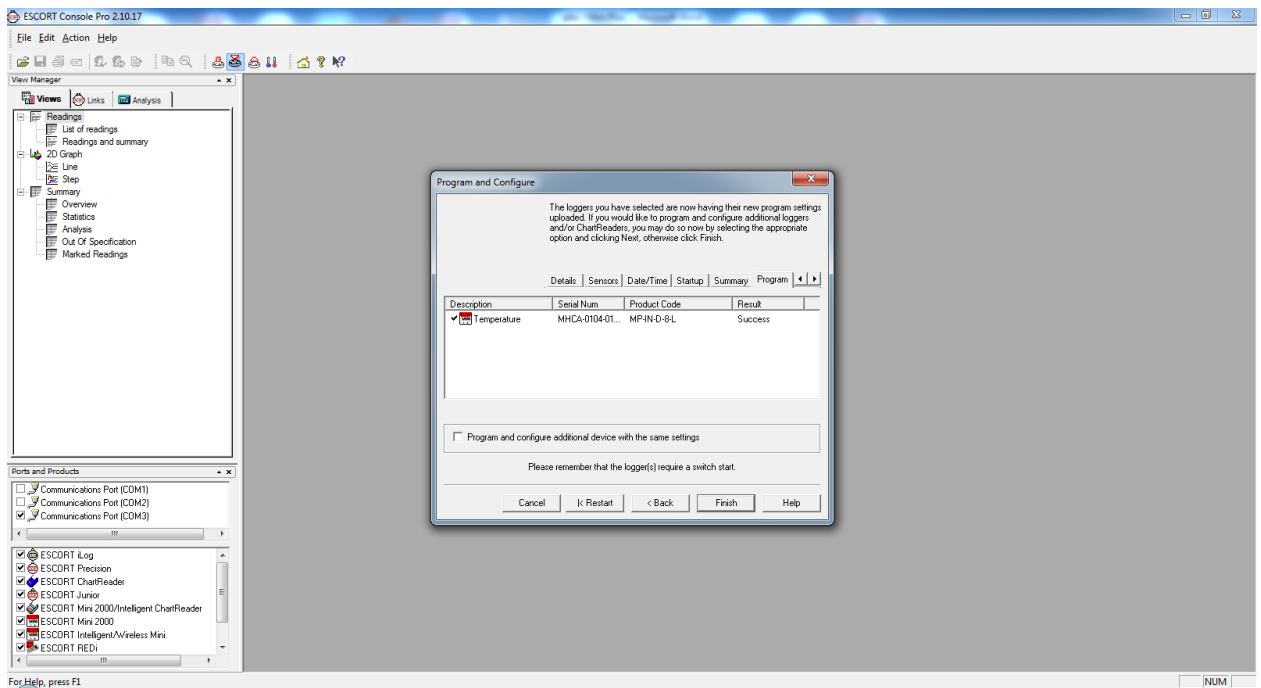 ESCORT Console Pro 2.10.17
File Edit Action Help
View Manager
Views Links Analysis
Readings
List of readings
Readings and summary
2D Graph
Line
Step
Summary
Overview
Statistics
Analysis
Out Of Specification
Marked Readings
Program and Configure
The loggers you have selected are now having their new program settings
uploaded. If you would like to program and configure additional loggers
and/or ChartReaders, you may do so now by selecting the appropriate
option and clicking Next, otherwise click Finish.
Details Sensors Date/Time Startup Summary Program
Description Serial Num Product Code Result
Temperature MHCA-0104-01... MP-IN-D-8-L Success
Program and configure additional device with the same settings
Please remember that the logger(s) require a switch start.
Cancel |< Restart < Back Finish Help
Ports and Products
Communications Port (COM1)
Communications Port (COM2)
Communications Port (COM3)
ESCORT iLog
ESCORT Precision
ESCORT ChartReader
ESCORT Junior
ESCORT Mini 2000/Intelligent ChartReader
ESCORT Mini 2000
ESCORT Intelligent/Wireless Mini
ESCORT REDi
For Help, press F1
NUM